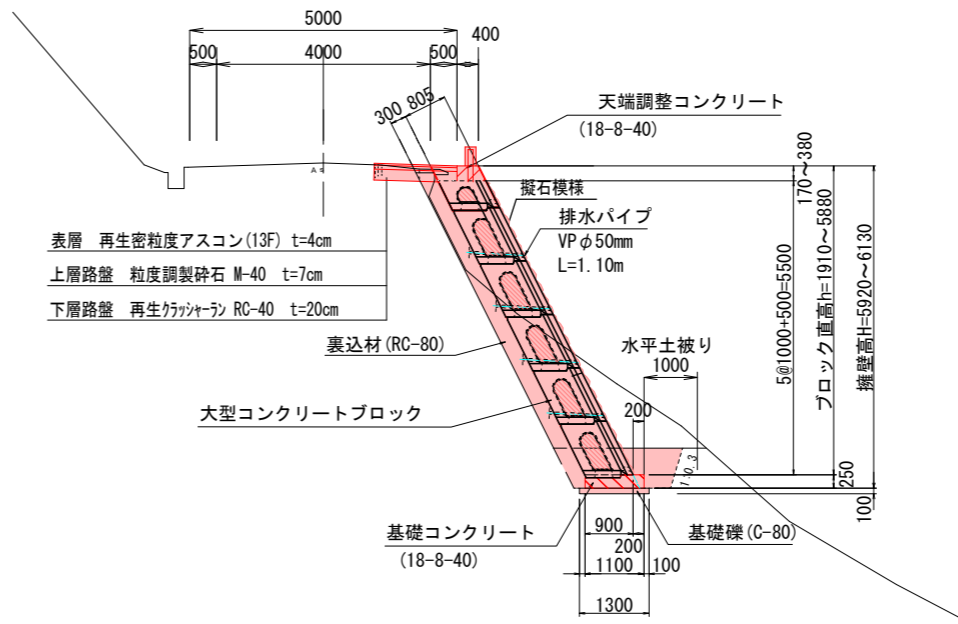 5000
400
500
4000
500
300
805
天端調整コンクリート
(18-8-40)
170～380
擬石模様
排水パイプ
VPφ50mm
L=1.10m
表層 再生密粒度アスコン(13F) t=4cm
上層路盤 粒度調製砕石 M-40 t=7cm
下層路盤 再生クラッシャーラン RC-40 t=20cm
裏込材(RC-80)
大型コンクリートブロック
水平土被り
1000
200
5@1000+500=5500
ブロック直高h=1910～5880
擁壁高H=5920～6130
1:0.3
250
100
基礎コンクリート
(18-8-40)
基礎礫(C-80)
900
200
1100
100
1300